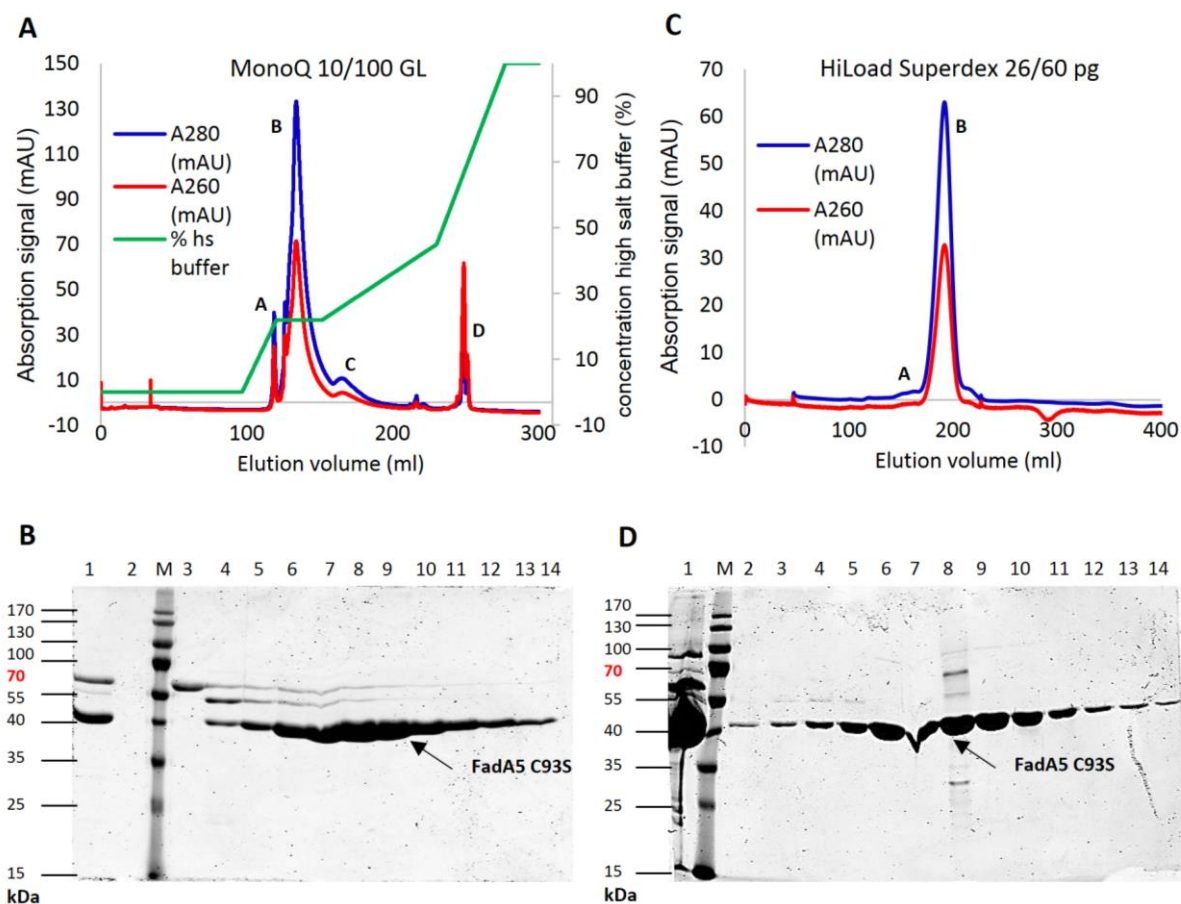 A
MonoQ 10/100 GL
Absorption signal (mAU)
150
130
110
90
70
50
30
10
-10
A280
(mAU)
A260
(mAU)
% hs
buffer
A
B
C
D
0
100
200
300
Elution volume (ml)
90
70
50
30
10
-10
concentration high salt buffer (%)
C
HiLoad Superdex 26/60 pg
Absorption signal (mAU)
70
60
50
40
30
20
10
0
-10
A280
(mAU)
A260
(mAU)
A
B
0
100
200
300
400
Elution volume (ml)
B
1 2 M 3 4 5 6 7 8 9 10 11 12 13 14
170
130
100
70
55
40
35
25
15
kDa
FadA5 C93S
D
1 M 2 3 4 5 6 7 8 9 10 11 12 13 14
170
130
100
70
55
40
35
25
15
kDa
FadA5 C93S